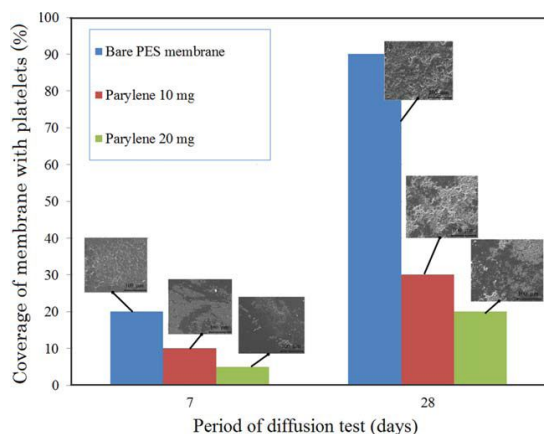 Coverage of membrane with platelets (%)
100
90
80
70
60
50
40
30
20
10
0
Bare PES membrane
Parylene 10 mg
Parylene 20 mg
7
28
Period of diffusion test (days)